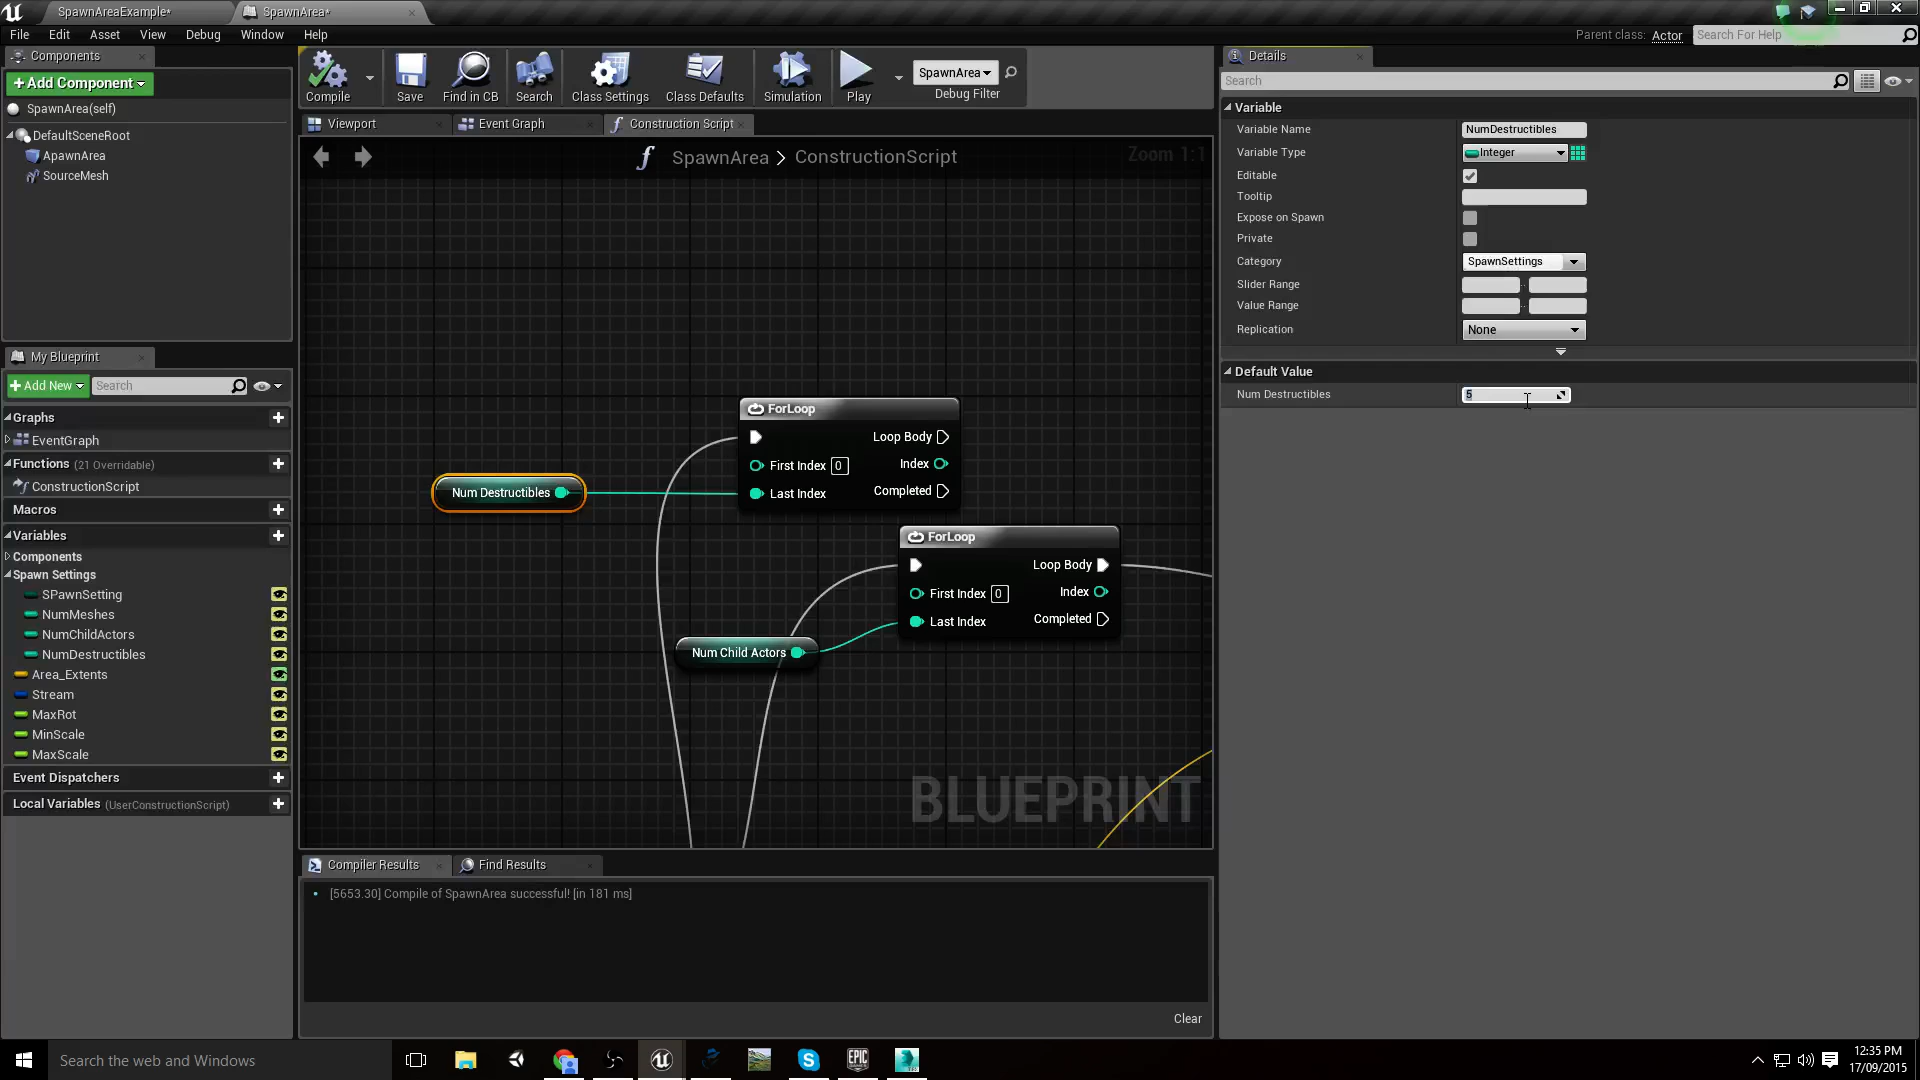 SpawnAreaExample*
SpawnArea*
File Edit Asset View Debug Window Help
Parent class: Actor
Search For Help
Components
+Add Component
SpawnArea(self)
DefaultSceneRoot
ApawnArea
SourceMesh
Compile
Save
Find in CB
Search
Class Settings
Class Defaults
Simulation
Play
SpawnArea
Debug Filter
Viewport
Event Graph
Construction Script
SpawnArea > ConstructionScript
Zoom 1:1
My Blueprint
+Add New
Search
Graphs
EventGraph
Functions (21 Overridable)
ConstructionScript
Macros
Variables
Components
Spawn Settings
SPawnSetting
NumMeshes
NumChildActors
NumDestructibles
Area_Extents
Stream
MaxRot
MinScale
MaxScale
Event Dispatchers
Local Variables (UserConstructionScript)
ForLoop
Loop Body
First Index 0
Index
Last Index
Completed
Num Destructibles
ForLoop
Loop Body
First Index 0
Index
Last Index
Completed
Num Child Actors
BLUEPRINT
Compiler Results
Find Results
[5653.30] Compile of SpawnArea successful! [in 181 ms]
Clear
Details
Search
Variable
Variable Name NumDestructibles
Variable Type Integer
Editable
Tooltip
Expose on Spawn
Private
Category SpawnSettings
Slider Range
Value Range
Replication None
Default Value
Num Destructibles 5
Search the web and Windows
EPIC
12:35 PM
17/09/2015